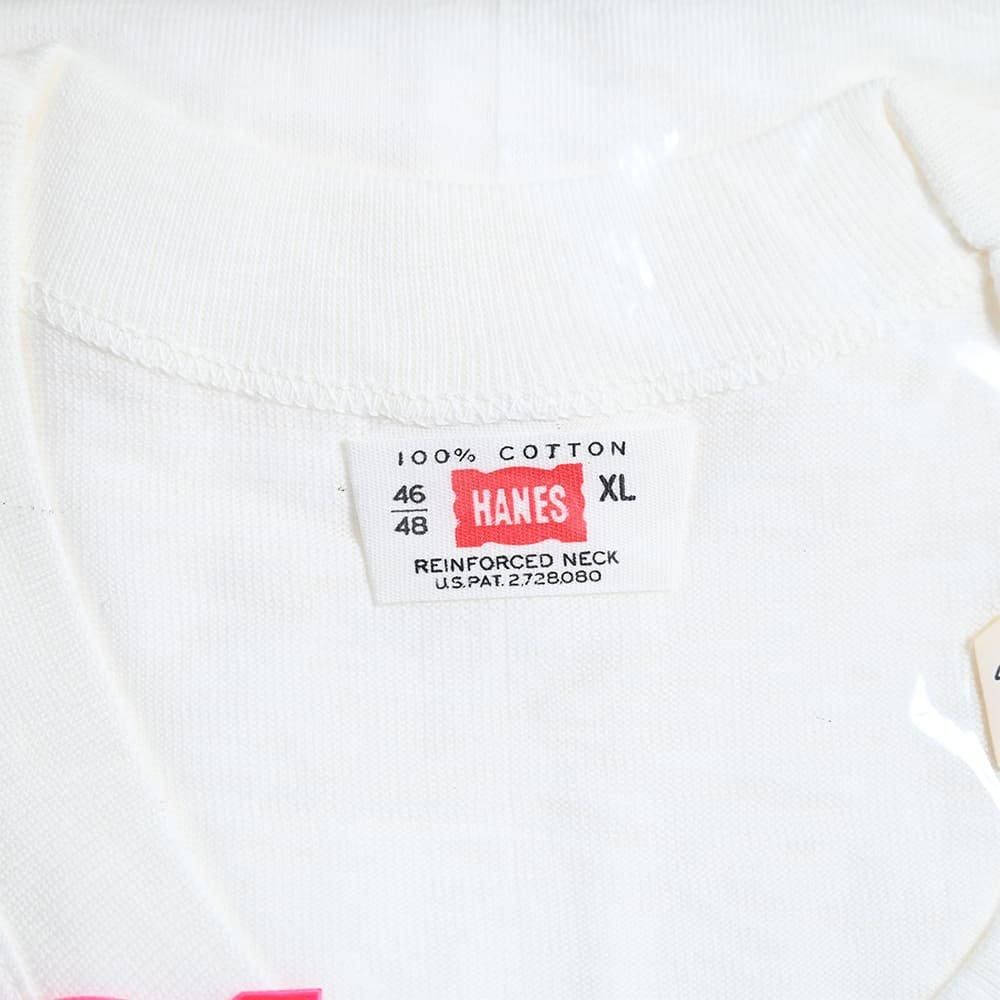 100% COTTON
46
48
HANES
XL
REINFORCED NECK
U.S.PAT.2,728,080